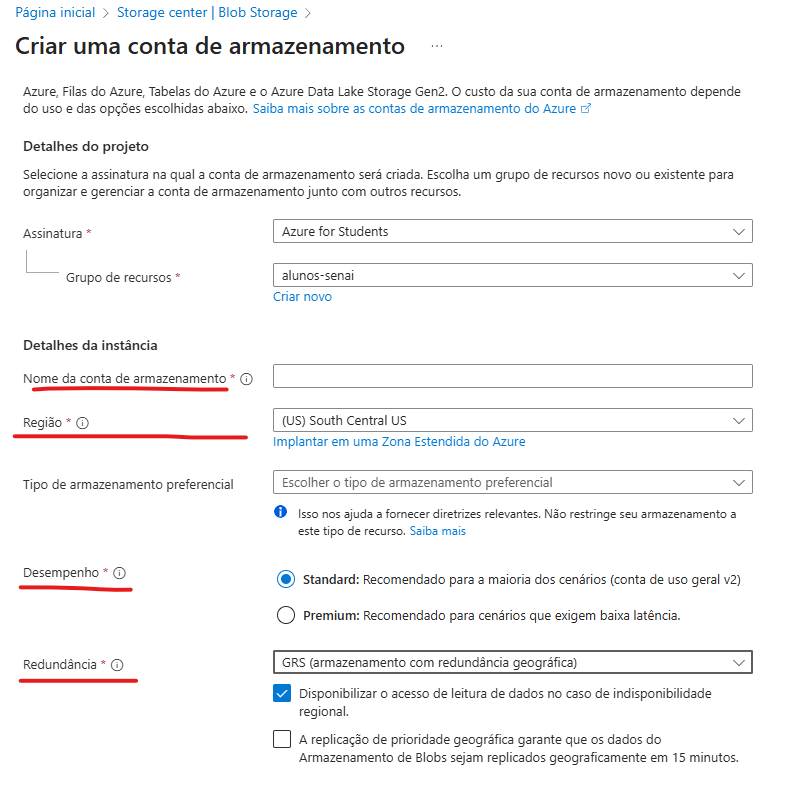 Página inicial > Storage center | Blob Storage >
Criar uma conta de armazenamento ...
Azure, Filas do Azure, Tabelas do Azure e o Azure Data Lake Storage Gen2. O custo da sua conta de armazenamento depende
do uso e das opções escolhidas abaixo. Saiba mais sobre as contas de armazenamento do Azure
Detalhes do projeto
Selecione a assinatura na qual a conta de armazenamento será criada. Escolha um grupo de recursos novo ou existente para
organizar e gerenciar a conta de armazenamento junto com outros recursos.
Assinatura *
Azure for Students
Grupo de recursos *
alunos-senai
Criar novo
Detalhes da instância
Nome da conta de armazenamento *
Região *
(US) South Central US
Implantar em uma Zona Estendida do Azure
Tipo de armazenamento preferencial
Escolher o tipo de armazenamento preferencial
Isso nos ajuda a fornecer diretrizes relevantes. Não restringe seu armazenamento a
este tipo de recurso. Saiba mais
Desempenho *
Standard: Recomendado para a maioria dos cenários (conta de uso geral v2)
Premium: Recomendado para cenários que exigem baixa latência.
Redundância *
GRS (armazenamento com redundância geográfica)
Disponibilizar o acesso de leitura de dados no caso de indisponibilidade
regional.
A replicação de prioridade geográfica garante que os dados do
Armazenamento de Blobs sejam replicados geograficamente em 15 minutos.